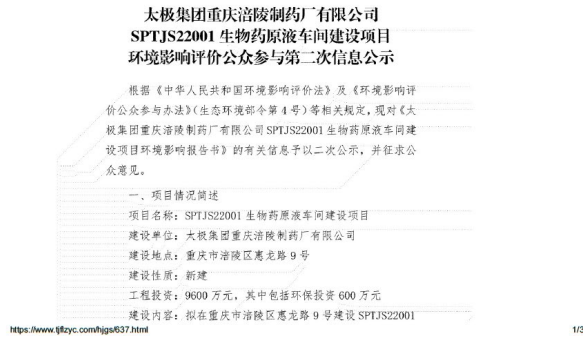 太极集团重庆涪陵制药厂有限公司
SPTJS22001 生物药原液车间建设项目
环境影响评价公众参与第二次信息公示
根据《中华人民共和国环境影响评价法》及《环境影响评
价公众参与办法》（生态环境部令第 4 号）等相关规定，现对《太
极集团重庆涪陵制药厂有限公司 SPTJS22001 生物药原液车间建
设项目环境影响报告书》的有关信息予以二次公示，并征求公
众意见。
一、项目情况简述
项目名称：SPTJS22001 生物药原液车间建设项目
建设单位：太极集团重庆涪陵制药厂有限公司
建设地点：重庆市涪陵区惠龙路 9 号
建设性质：新建
工程投资：9600 万元，其中包括环保投资 600 万元
建设内容：拟在重庆市涪陵区惠龙路 9 号建设 SPTJS22001
https://www.tjflzyc.com/hjgs/637.html
1/3